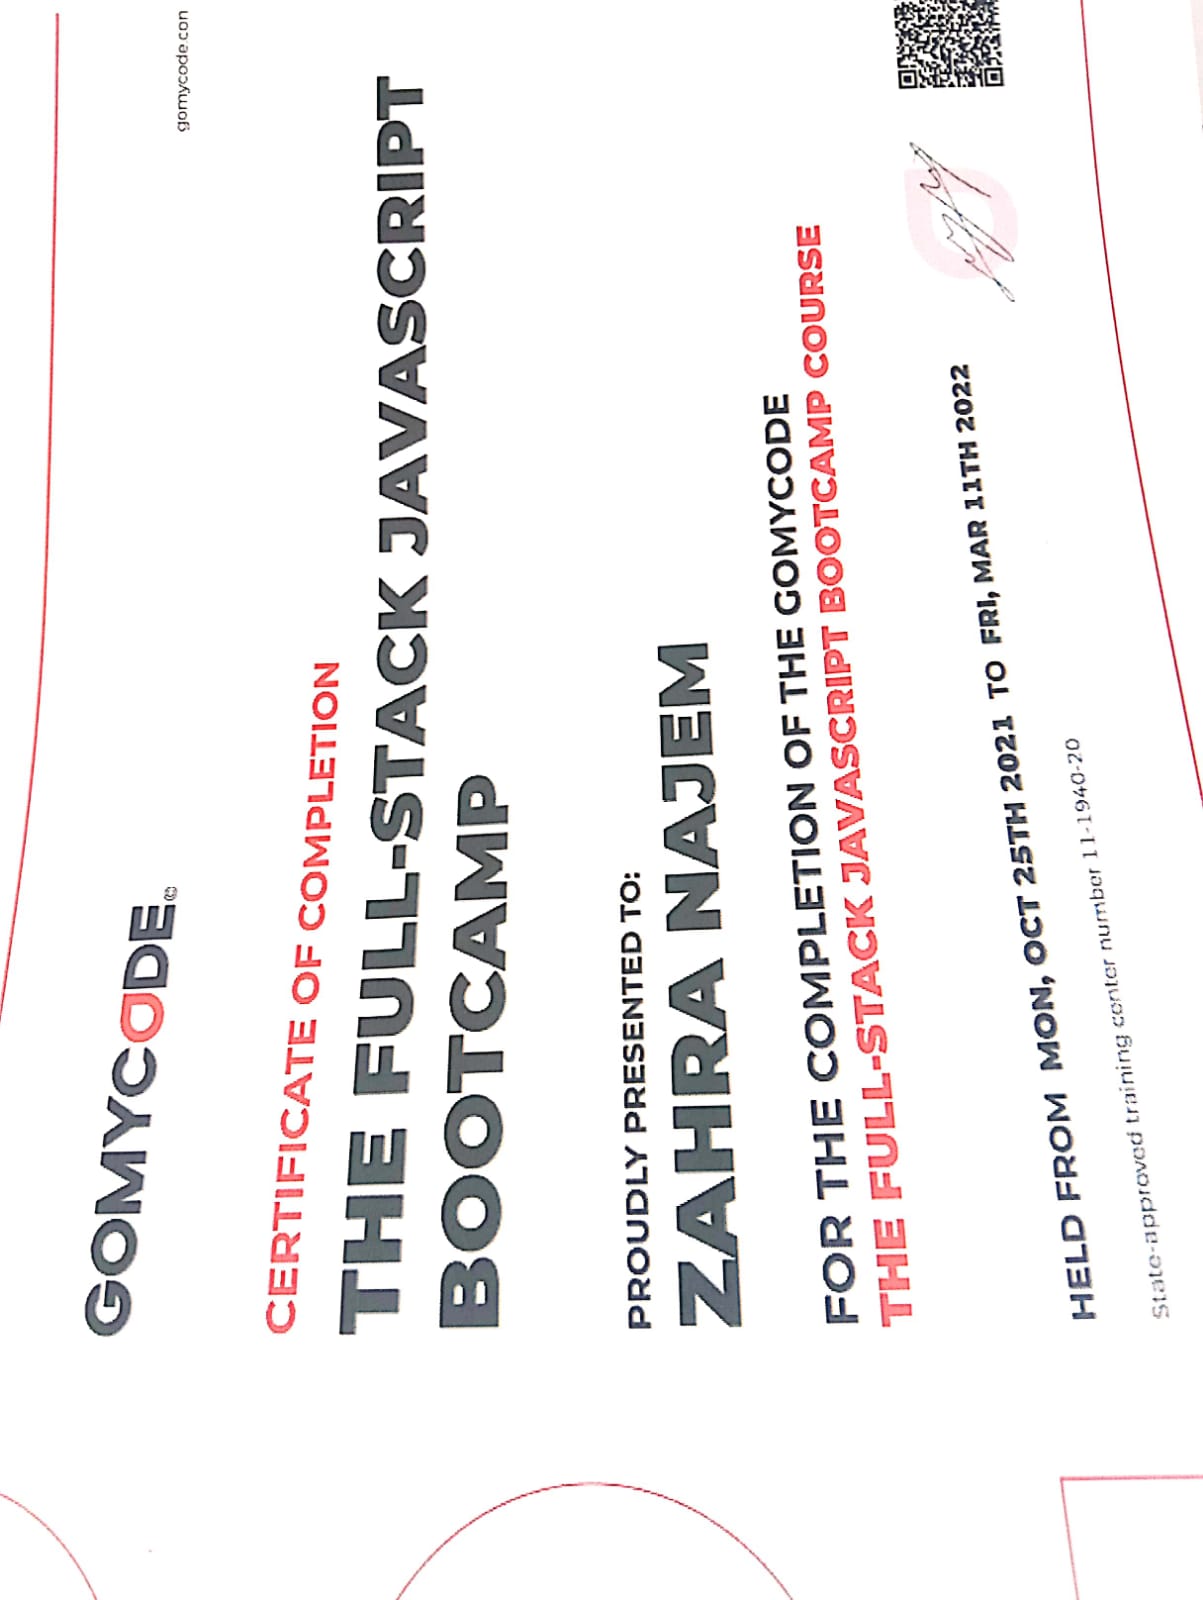 GOMYCODE©
gomycode.con
CERTIFICATE OF COMPLETION
THE FULL-STACK JAVASCRIPT
BOOTCAMP
PROUDLY PRESENTED TO:
ZAHRA NAJEM
FOR THE COMPLETION OF THE GOMYCODE
THE FULL-STACK JAVASCRIPT BOOTCAMP COURSE
HELD FROM MON, OCT 25TH 2021 TO FRI, MAR 11TH 2022
State-approved training center number 11-1940-20